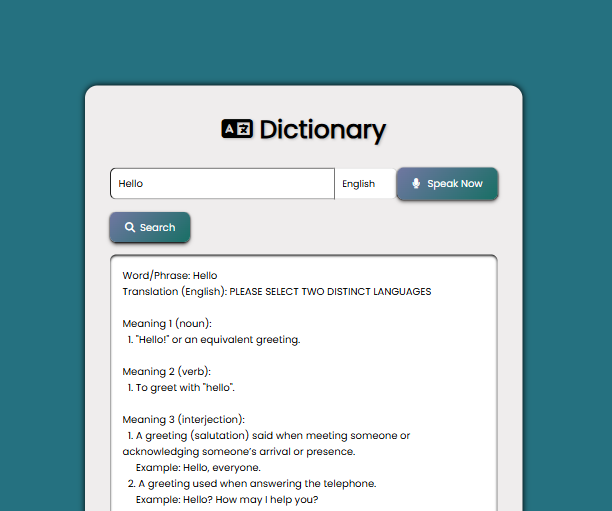 Dictionary
Hello
English
Speak Now
Search
Word/Phrase: Hello
Translation (English): PLEASE SELECT TWO DISTINCT LANGUAGES
Meaning 1 (noun):
1. "Hello!" or an equivalent greeting.
Meaning 2 (verb):
1. To greet with "hello".
Meaning 3 (interjection):
1. A greeting (salutation) said when meeting someone or
acknowledging someone's arrival or presence.
Example: Hello, everyone.
2. A greeting used when answering the telephone.
Example: Hello? How may I help you?